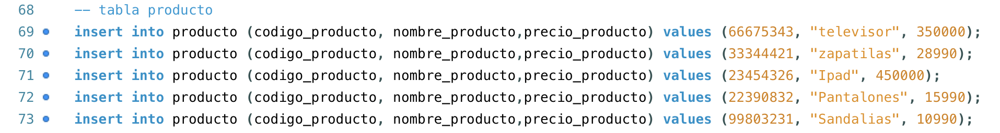 68 -- tabla producto
69 insert into producto (codigo_producto, nombre_producto,precio_producto) values (66675343, "televisor", 350000);
70 insert into producto (codigo_producto, nombre_producto,precio_producto) values (33344421, "zapatilas", 28990);
71 insert into producto (codigo_producto, nombre_producto,precio_producto) values (23454326, "Ipad", 450000);
72 insert into producto (codigo_producto, nombre_producto,precio_producto) values (22390832, "Pantalones", 15990);
73 insert into producto (codigo_producto, nombre_producto,precio_producto) values (99803231, "Sandalias", 10990);